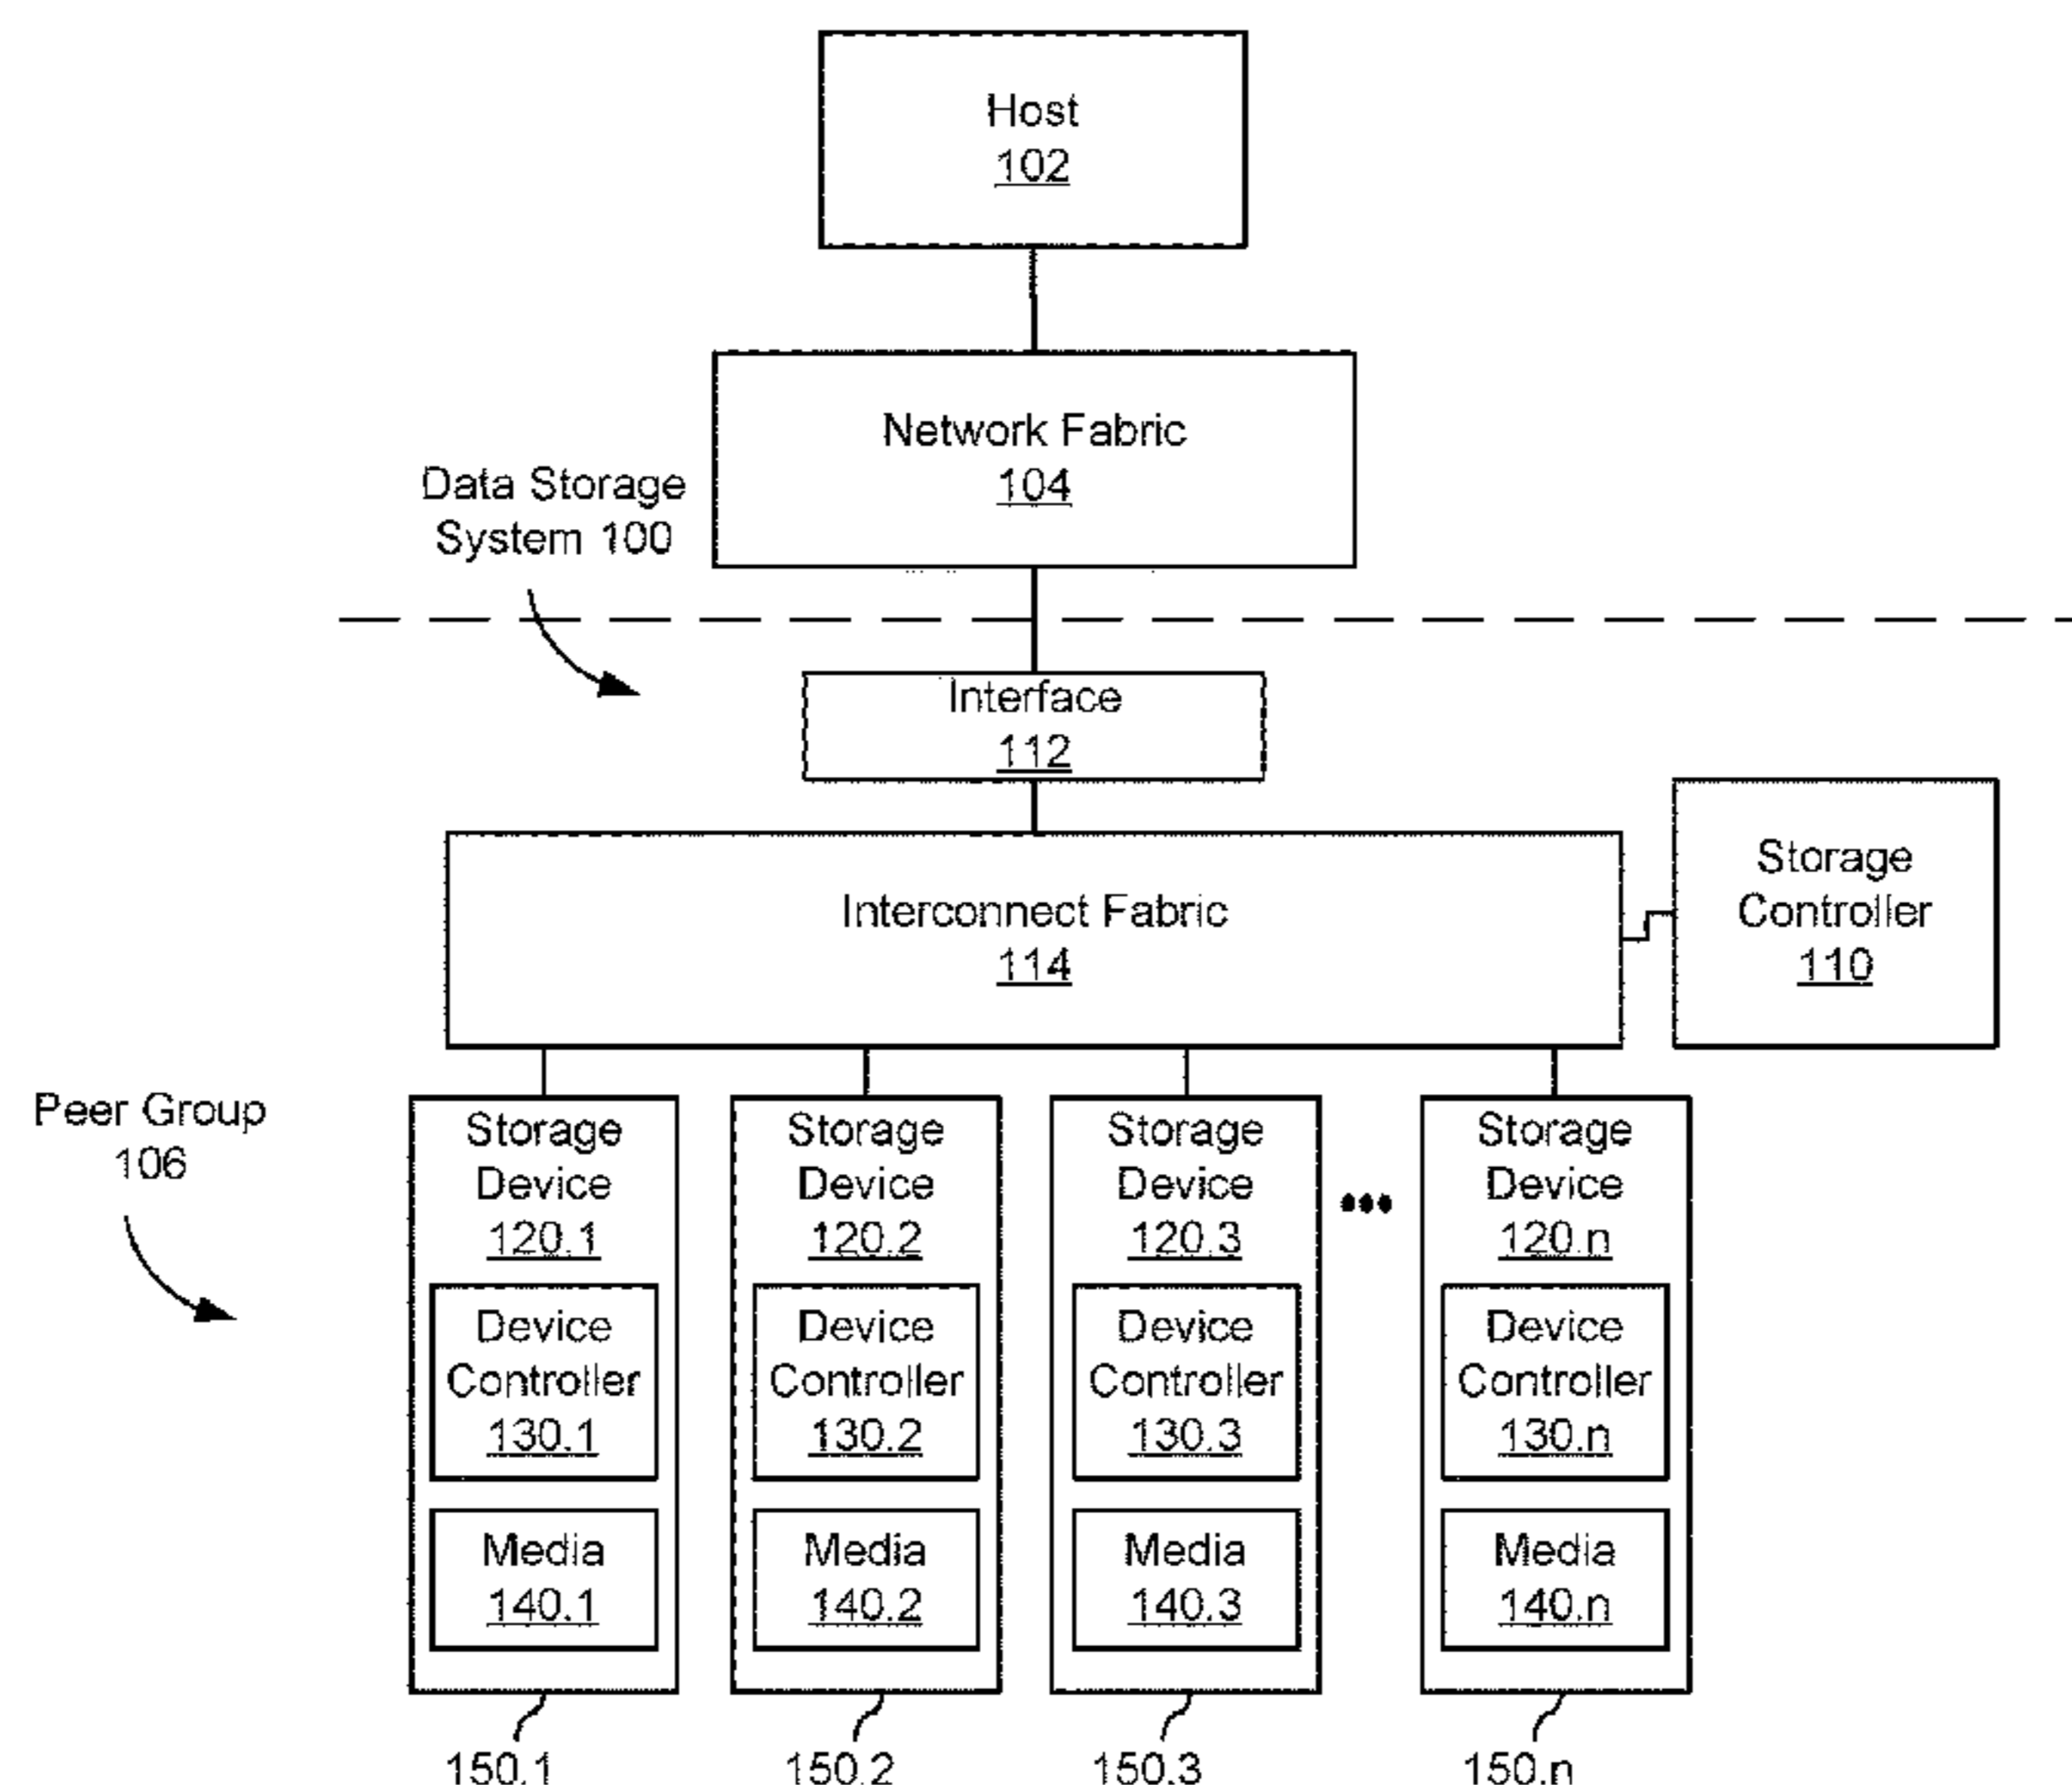 Host
102
Network Fabric
104
Data Storage
System 100
Interface
112
Interconnect Fabric
114
Storage
Controller
110
Peer Group
106
Storage
Device
120.1
Device
Controller
130.1
Media
140.1
150.1
Storage
Device
120.2
Device
Controller
130.2
Media
140.2
150.2
Storage
Device
120.3
Device
Controller
130.3
Media
140.3
150.3
Storage
Device
120.n
Device
Controller
130.n
Media
140.n
150.n